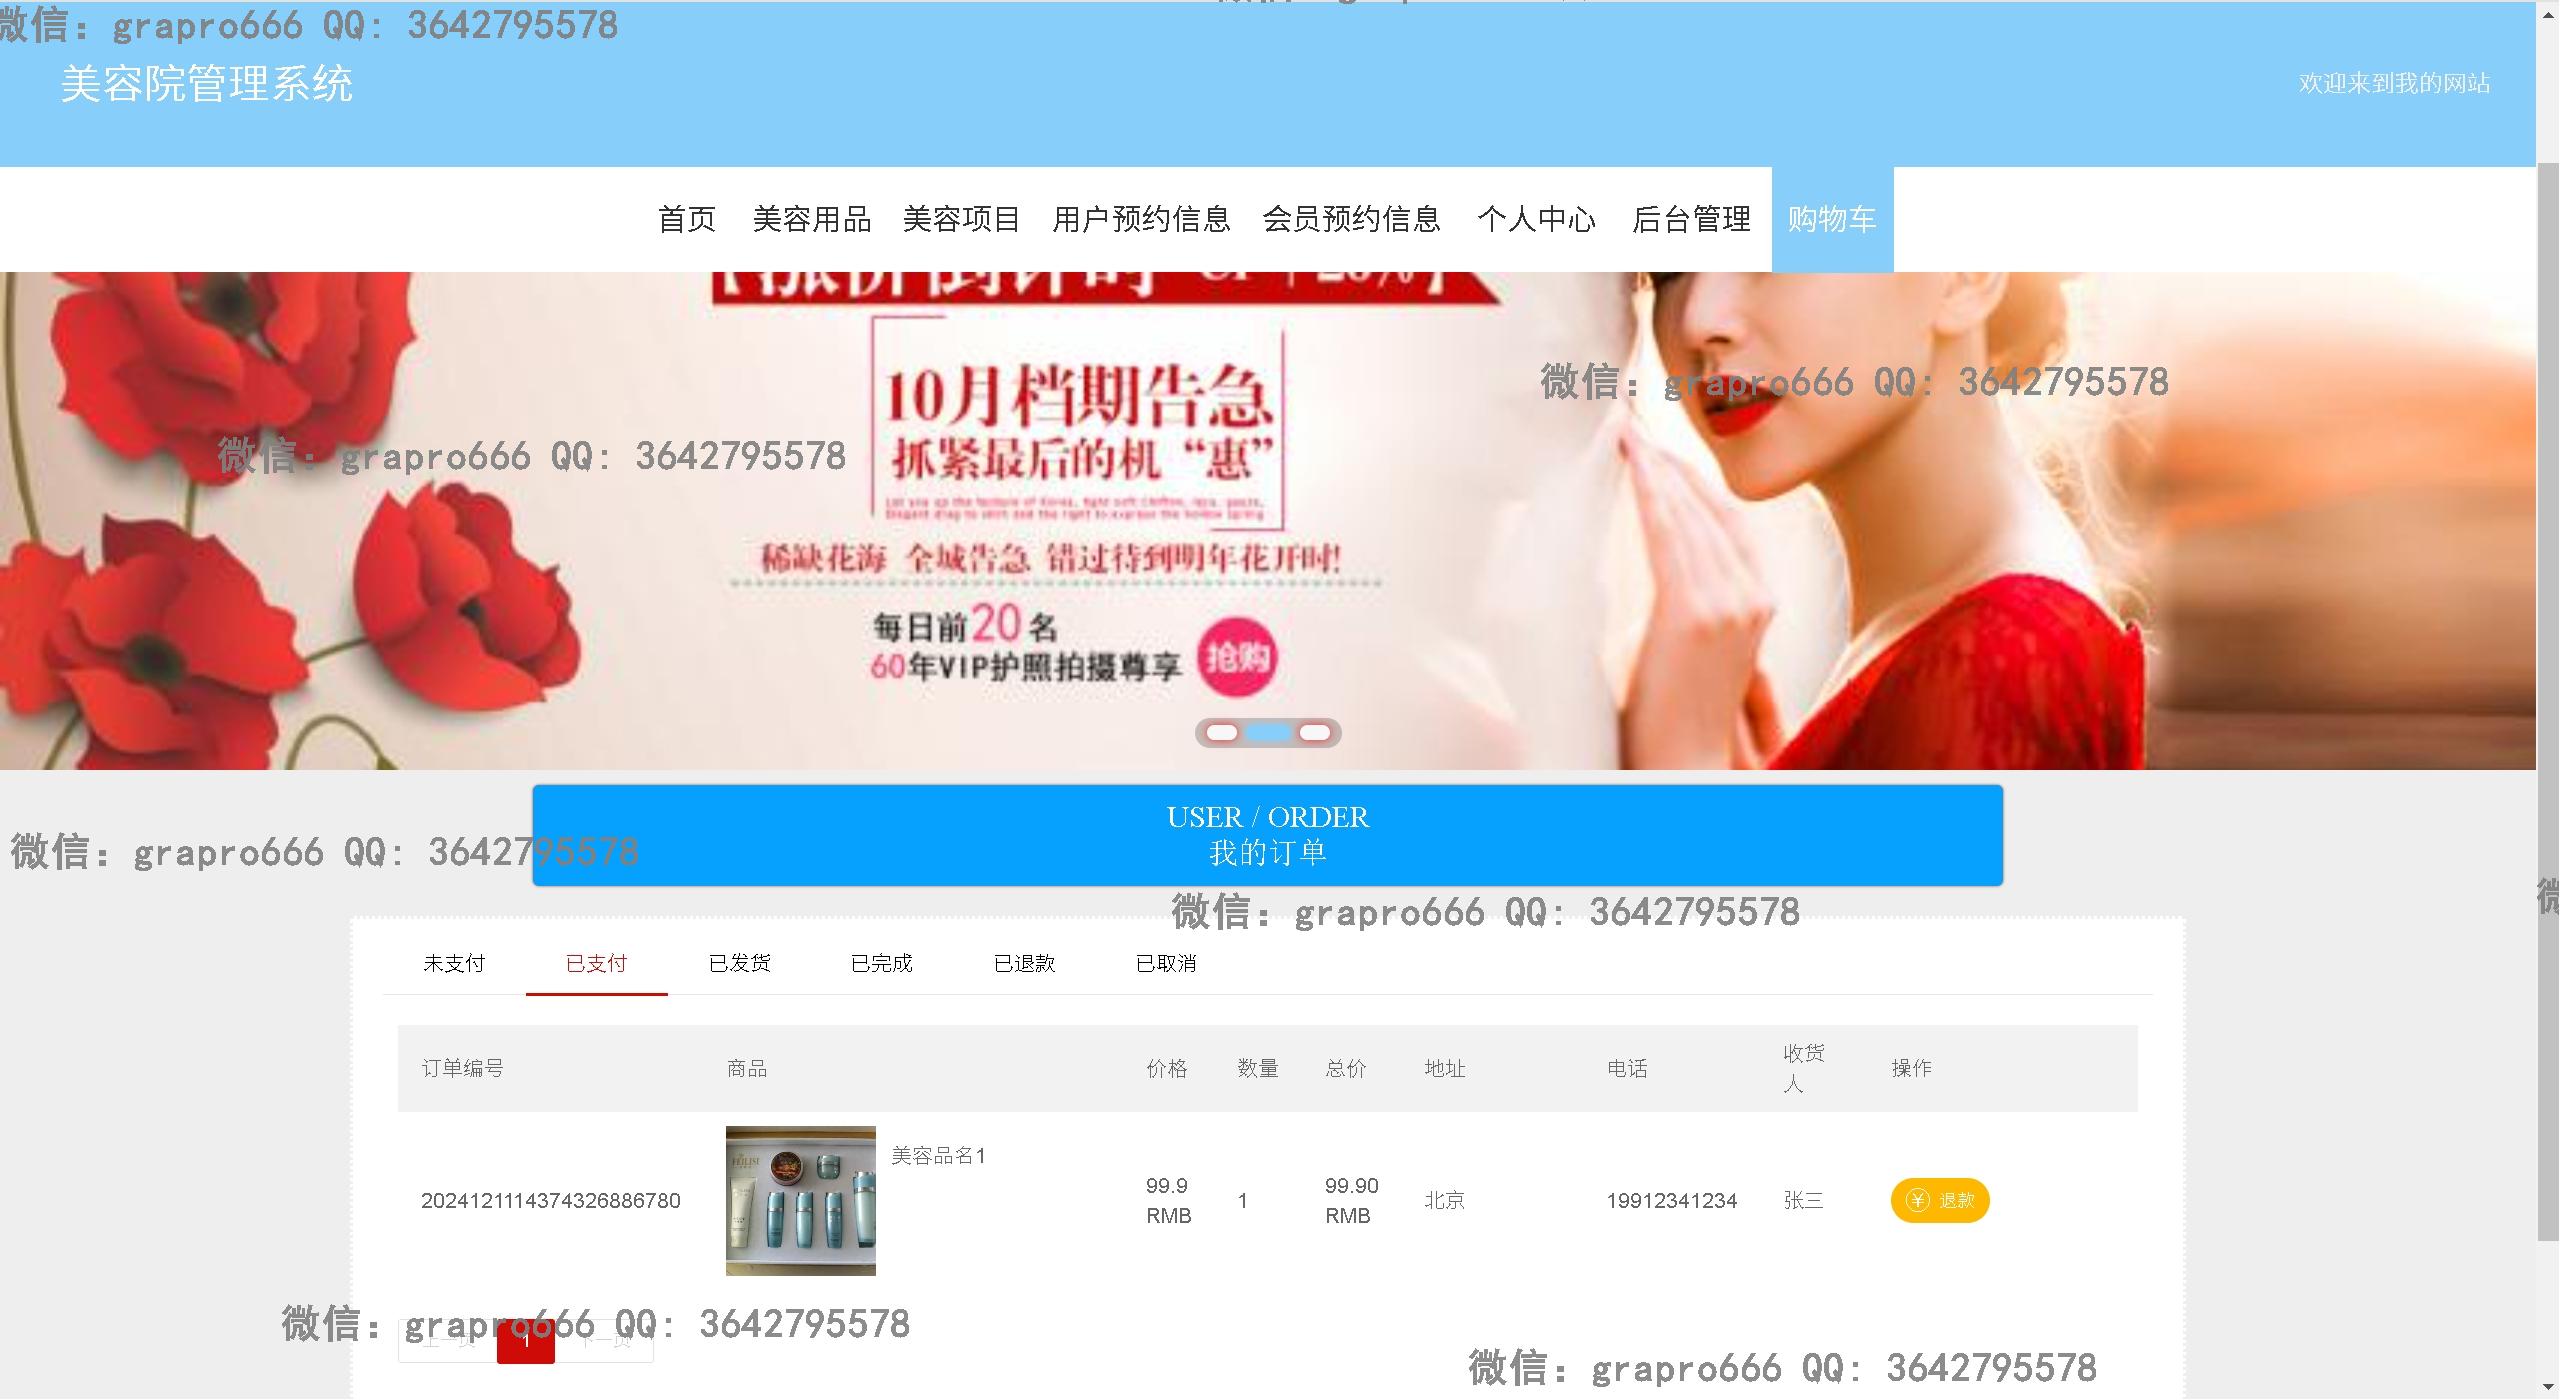 微信：grapro666 QQ: 3642795578
美容院管理系统
欢迎来到我的网站
首页 美容用品 美容项目 用户预约信息 会员预约信息 个人中心 后台管理 购物车
10月档期告急
微信：grapro666 QQ: 3642795578
抓紧最后的机“惠”
微信：grapro666 QQ: 3642795578
稀缺花海 全城告急 错过待到明年花开时!
每日前20名
60年VIP护照拍摄尊享
抢购
USER / ORDER
我的订单
微信：grapro666 QQ: 3642795578
微信：grapro666 QQ: 3642795578
未支付 已支付 已发货 已完成 已退款 已取消
订单编号 商品 价格 数量 总价 地址 电话 收货人 操作
2024121114374326886780 美容品名1 99.9 RMB 1 99.90 RMB 北京 19912341234 张三 退款
微信：grapro666 QQ: 3642795578
上一页 1 下一页
微信：grapro666 QQ: 3642795578